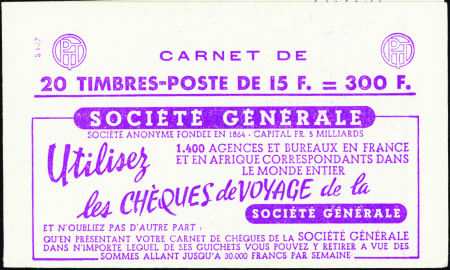 S 1-27
PTT
PTT
CARNET DE
20 TIMBRES-POSTE DE 15 F. = 300 F.
SOCIÉTÉ GÉNÉRALE
SOCIÉTÉ ANONYME FONDÉE EN 1864 - CAPITAL FR. 5 MILLIARDS
Utilisez
1.400 AGENCES ET BUREAUX EN FRANCE
ET EN AFRIQUE CORRESPONDANTS DANS
LE MONDE ENTIER
les CHÈQUES de VOYAGE de la
SOCIÉTÉ GÉNÉRALE
ET N'OUBLIEZ PAS D'AUTRE PART :
QU'EN PRÉSENTANT VOTRE CARNET DE CHÈQUES DE LA SOCIÉTÉ GÉNÉRALE
DANS N'IMPORTE LEQUEL DE SES GUICHETS VOUS POUVEZ Y RETIRER A VUE DES
SOMMES ALLANT JUSQU'A 30.000 FRANCS PAR SEMAINE